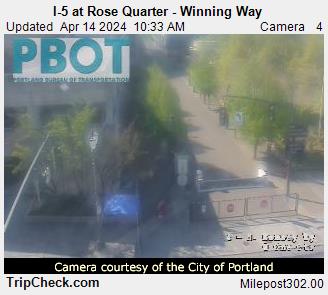 I-5 at Rose Quarter - Winning Way
Updated Apr 14 2024 10:33 AM Camera 4
PBOT
PORTLAND BUREAU OF TRANSPORTATION
Camera courtesy of the City of Portland
TripCheck.com Milepost302.00